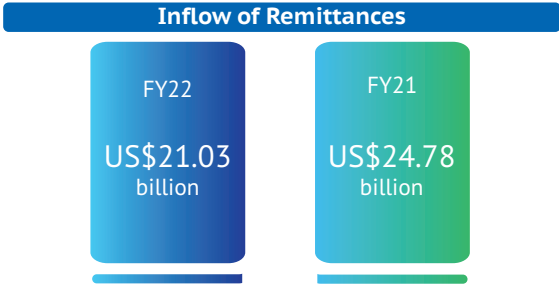 Inflow of Remittances
FY22
US$21.03
billion
FY21
US$24.78
billion